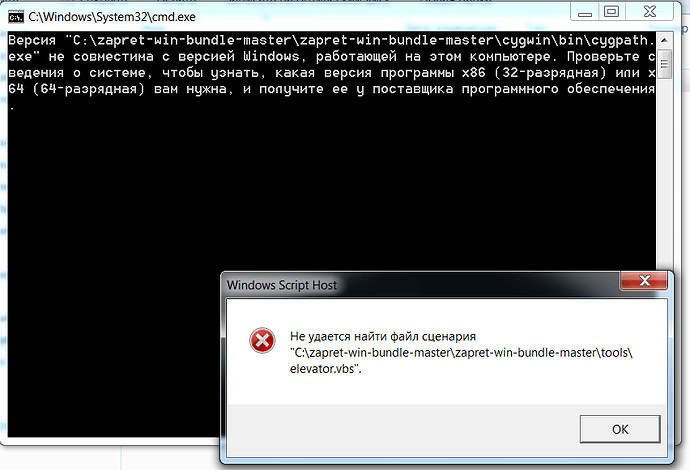 C:\Windows\System32\cmd.exe
Версия "C:\zapret-win-bundle-master\zapret-win-bundle-master\cygwin\bin\cygpath.
exe" не совместима с версией Windows, работающей на этом компьютере. Проверьте с
ведения о системе, чтобы узнать, какая версия программы x86 (32-разрядная) или x
64 (64-разрядная) вам нужна, и получите ее у поставщика программного обеспечения
.
Windows Script Host
Не удается найти файл сценария
"C:\zapret-win-bundle-master\zapret-win-bundle-master\tools\
elevator.vbs".
OK